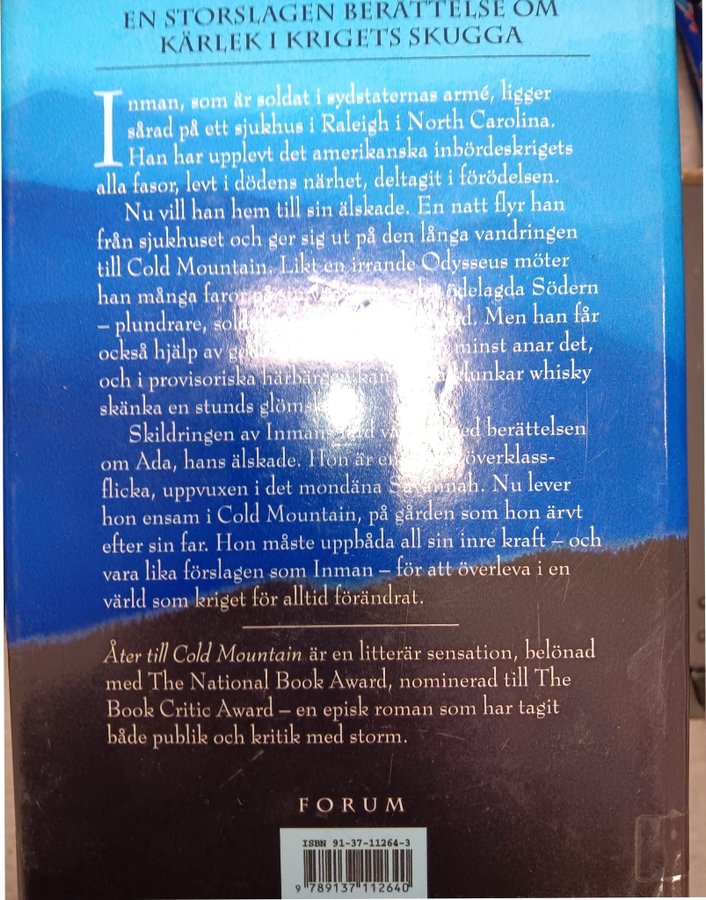 EN STORSLAGEN BERÄTTELSE OM
KÄRLEK I KRIGETS SKUGGA
Inman, som är soldat i sydstaternas armé, ligger
sårad på ett sjukhus i Raleigh i North Carolina.
Han har upplevt det amerikanska inbördeskrigets
alla fasor, levt i dödens närhet, deltagit i förödelsen.
Nu vill han hem till sin älskade. En natt flyr han
från sjukhuset och ger sig ut på den långa vandringen
till Cold Mountain. Likt en irrande Odysseus möter
han många faror Södern
– plundrare, Men han får
också hjälp av minst anar det,
och i provisoriska whisky
skänka en stunds
Skildringen av berättelsen
om Ada, hans älskade. Hon är överklass-
flicka, uppvuxen i det mondäna Savannah. Nu lever
hon ensam i Cold Mountain, på gården som hon ärvt
efter sin far. Hon måste uppbåda all sin inre kraft – och
vara lika förslagen som Inman – för att överleva i en
värld som kriget för alltid förändrat.
Åter till Cold Mountain är en litterär sensation, belönad
med The National Book Award, nominerad till The
Book Critic Award – en episk roman som har tagit
både publik och kritik med storm.
FORUM
ISBN 91-37-11264-3
9 789137 112640